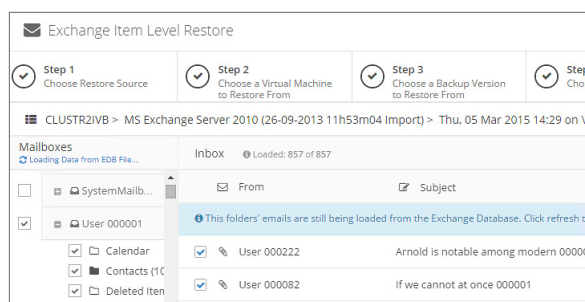 Exchange Item Level Restore
Step 1
Choose Restore Source
Step 2
Choose a Virtual Machine
to Restore From
Step 3
Choose a Backup Version
to Restore From
CLUSTR2IVB > MS Exchange Server 2010 (26-09-2013 11h53m04 Import) > Thu, 05 Mar 2015 14:29 on
Mailboxes
Loading Data from EDB File...
Inbox Loaded: 857 of 857
SystemMailb...
From Subject
User 000001
This folders' emails are still being loaded from the Exchange Database. Click refresh
Calendar
User 000222 Arnold is notable among modern 0000
Contacts (10
Deleted Item
User 000082 If we cannot at once 000001